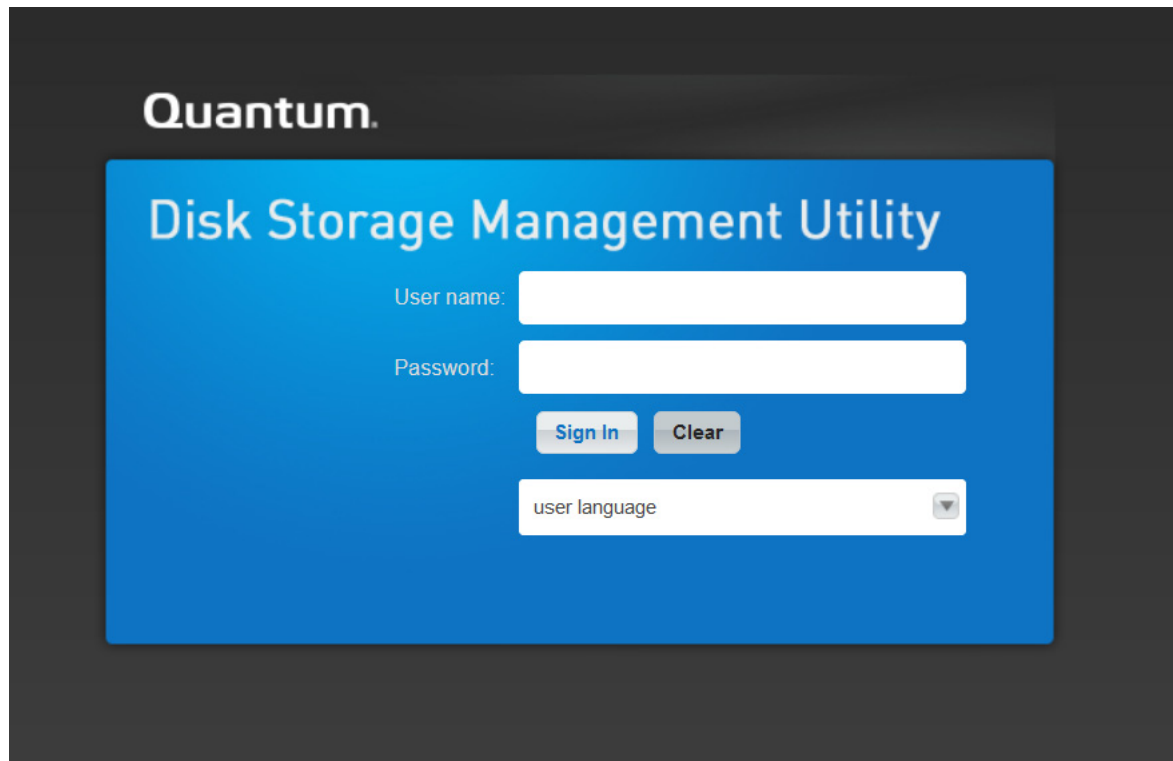 Quantum.
Disk Storage Management Utility
User name:
Password:
Sign In Clear
user language